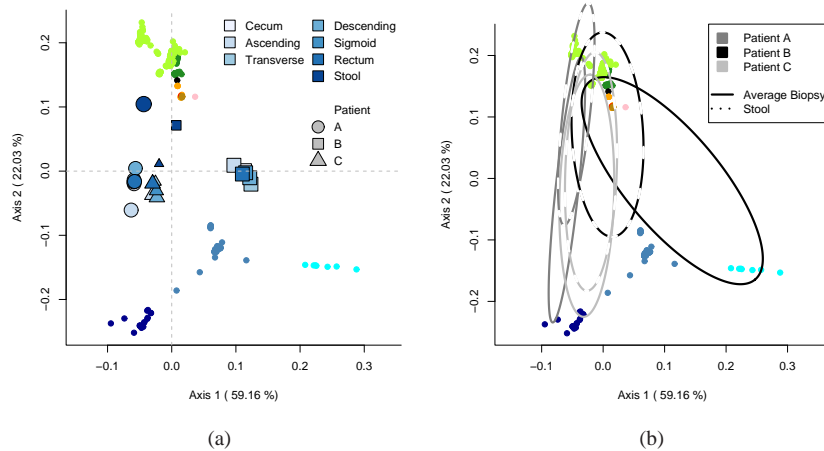 Cecum
Ascending
Transverse
Descending
Sigmoid
Rectum
Stool
Patient
A
B
C
0.2
0.1
0.0
−0.1
−0.2
Axis 2 ( 22.03 %)
−0.1 0.0 0.1 0.2 0.3
Axis 1 ( 59.16 %)
(a)
Patient A
Patient B
Patient C
Average Biopsy
Stool
0.2
0.1
0.0
−0.1
−0.2
Axis 2 ( 22.03 %)
−0.1 0.0 0.1 0.2 0.3
Axis 1 ( 59.16 %)
(b)